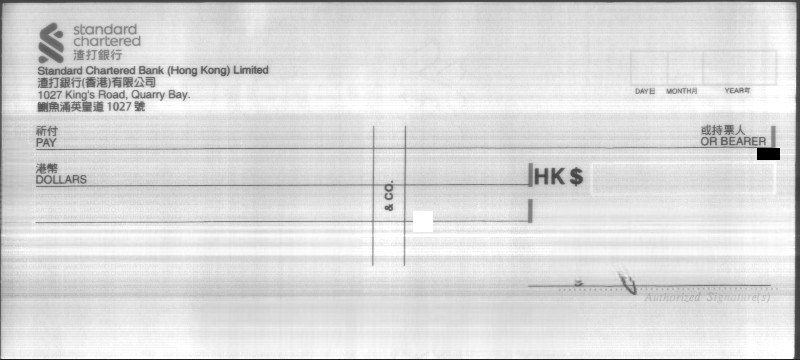 standard
chartered
渣打銀行
Standard Chartered Bank (Hong Kong) Limited
渣打銀行(香港)有限公司
1027 King's Road, Quarry Bay.
鰂魚涌英皇道 1027 號
DAY日 MONTH月 YEAR年
祈付
PAY
或持票人
OR BEARER
港幣
DOLLARS
HK $
& CO.
Authorized Signature(s)